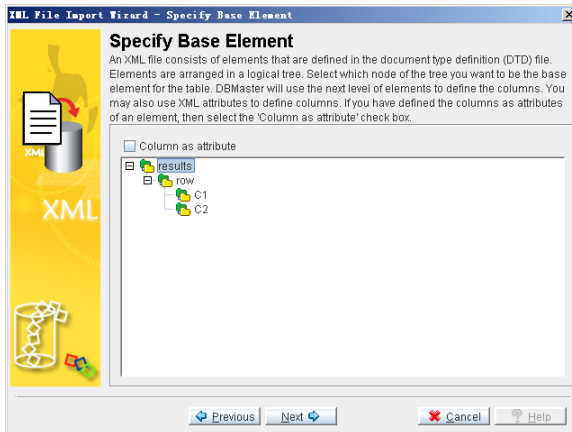 XML File Import Wizard - Specify Base Element
Specify Base Element
An XML file consists of elements that are defined in the document type definition (DTD) file.
Elements are arranged in a logical tree. Select which node of the tree you want to be the base
element for the table. DBMaster will use the next level of elements to define the columns. You
may also use XML attributes to define columns. If you have defined the columns as attributes
of an element, then select the 'Column as attribute' check box.
Column as attribute
results
row
C1
C2
XML
XML
Previous Next Cancel Help